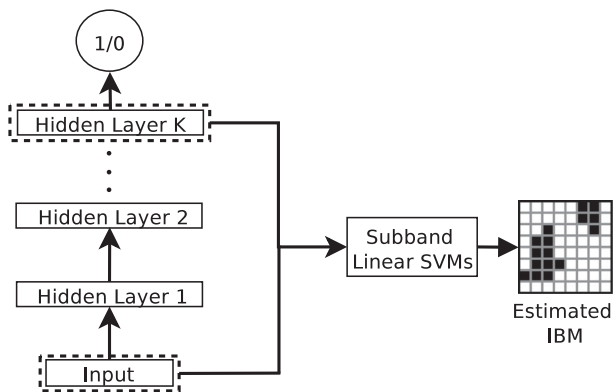 1/0
Hidden Layer K
Hidden Layer 2
Hidden Layer 1
Input
Subband
Linear SVMs
Estimated
IBM